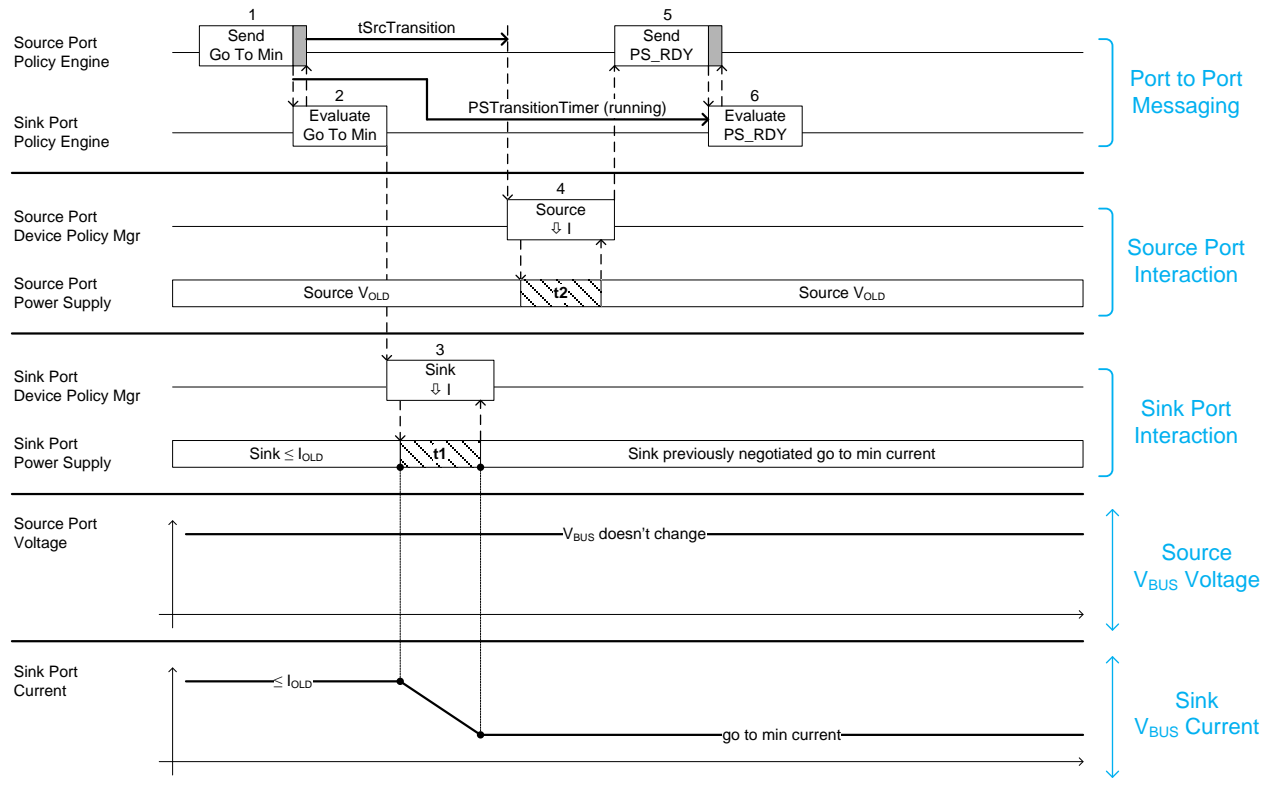 1
tSrcTransition
5
Source Port
Policy Engine
Send
Go To Min
Send
PS_RDY
Port to Port
Messaging
2
PSTransitionTimer (running)
6
Sink Port
Policy Engine
Evaluate
Go To Min
Evaluate
PS_RDY
4
Source Port
Device Policy Mgr
Source
⇩ I
Source Port
Interaction
Source Port
Power Supply
Source VOLD
t2
Source VOLD
3
Sink Port
Device Policy Mgr
Sink
⇩ I
Sink Port
Interaction
Sink Port
Power Supply
Sink ≤ IOLD
t1
Sink previously negotiated go to min current
Source Port
Voltage
VBUS doesn't change
Source
VBUS Voltage
Sink Port
Current
≤ IOLD
go to min current
Sink
VBUS Current